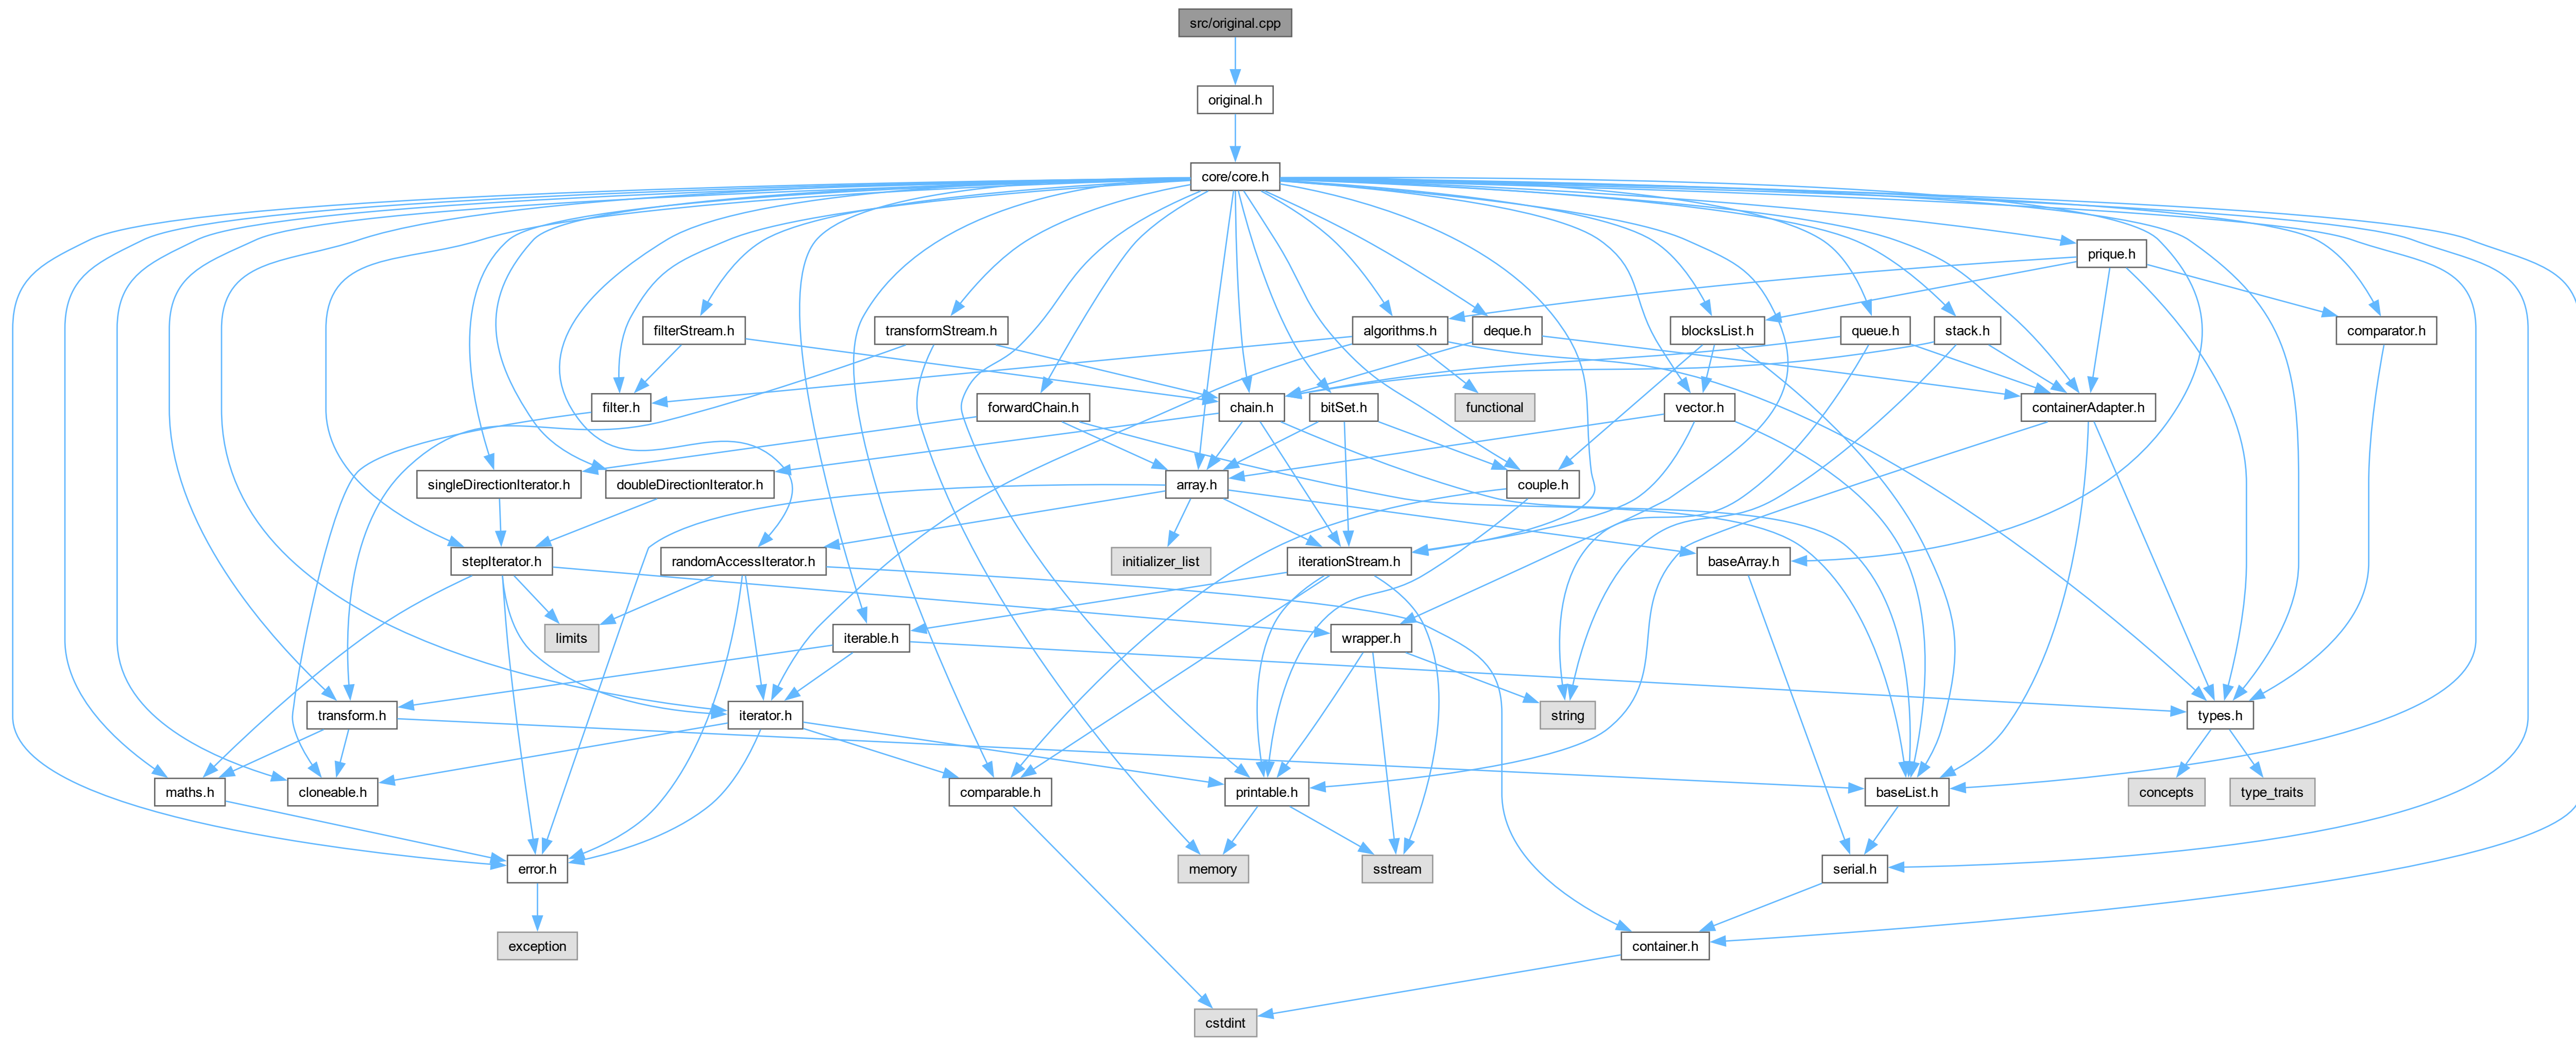 src/original.cpp
original.h
core/core.h
prique.h
filterStream.h
transformStream.h
algorithms.h
deque.h
blocksList.h
queue.h
stack.h
comparator.h
filter.h
forwardChain.h
chain.h
bitSet.h
functional
vector.h
containerAdapter.h
singleDirectionIterator.h
doubleDirectionIterator.h
array.h
couple.h
stepIterator.h
randomAccessIterator.h
initializer_list
iterationStream.h
baseArray.h
limits
iterable.h
wrapper.h
transform.h
iterator.h
string
types.h
maths.h
cloneable.h
comparable.h
printable.h
baseList.h
concepts
type_traits
error.h
memory
sstream
serial.h
exception
container.h
cstdint